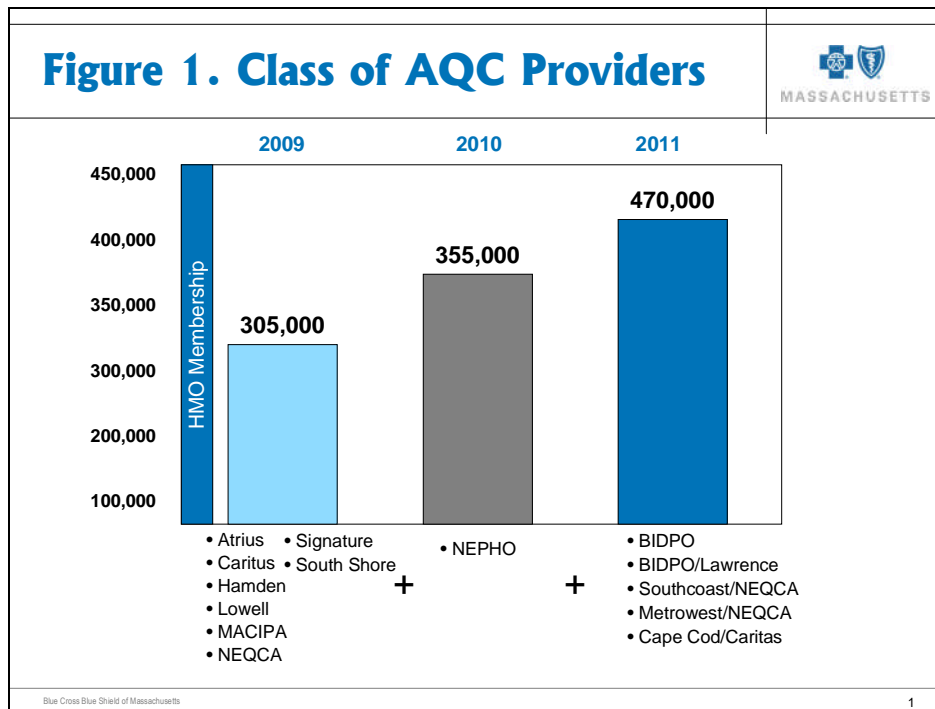 Figure 1. Class of AQC Providers
MASSACHUSETTS
2009 2010 2011
450,000
400,000
350,000
300,000
200,000
100,000
HMO Membership
305,000
355,000
470,000
• Atrius
• Caritus
• Hamden
• Lowell
• MACIPA
• NEQCA
• Signature
• South Shore
+
• NEPHO
+
• BIDPO
• BIDPO/Lawrence
• Southcoast/NEQCA
• Metrowest/NEQCA
• Cape Cod/Caritas
Blue Cross Blue Shield of Massachusetts
1